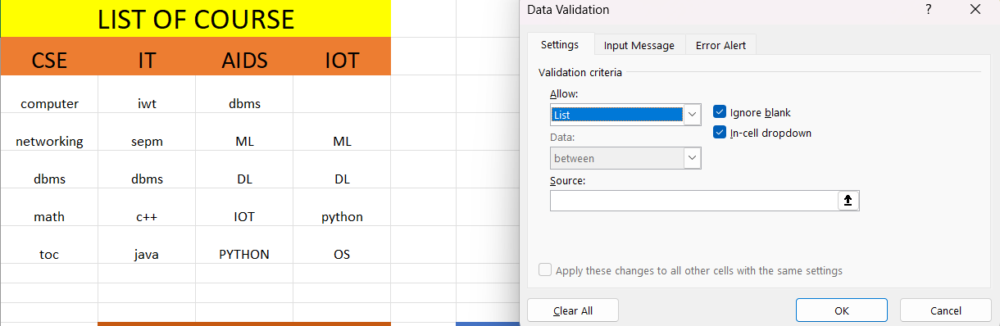 LIST OF COURSE
CSE IT AIDS IOT
computer iwt dbms
networking sepm ML ML
dbms dbms DL DL
math c++ IOT python
toc java PYTHON OS
Data Validation ?
Settings Input Message Error Alert
Validation criteria
Allow:
List Ignore blank
In-cell dropdown
Data:
between
Source:
Apply these changes to all other cells with the same settings
Clear All OK Cancel